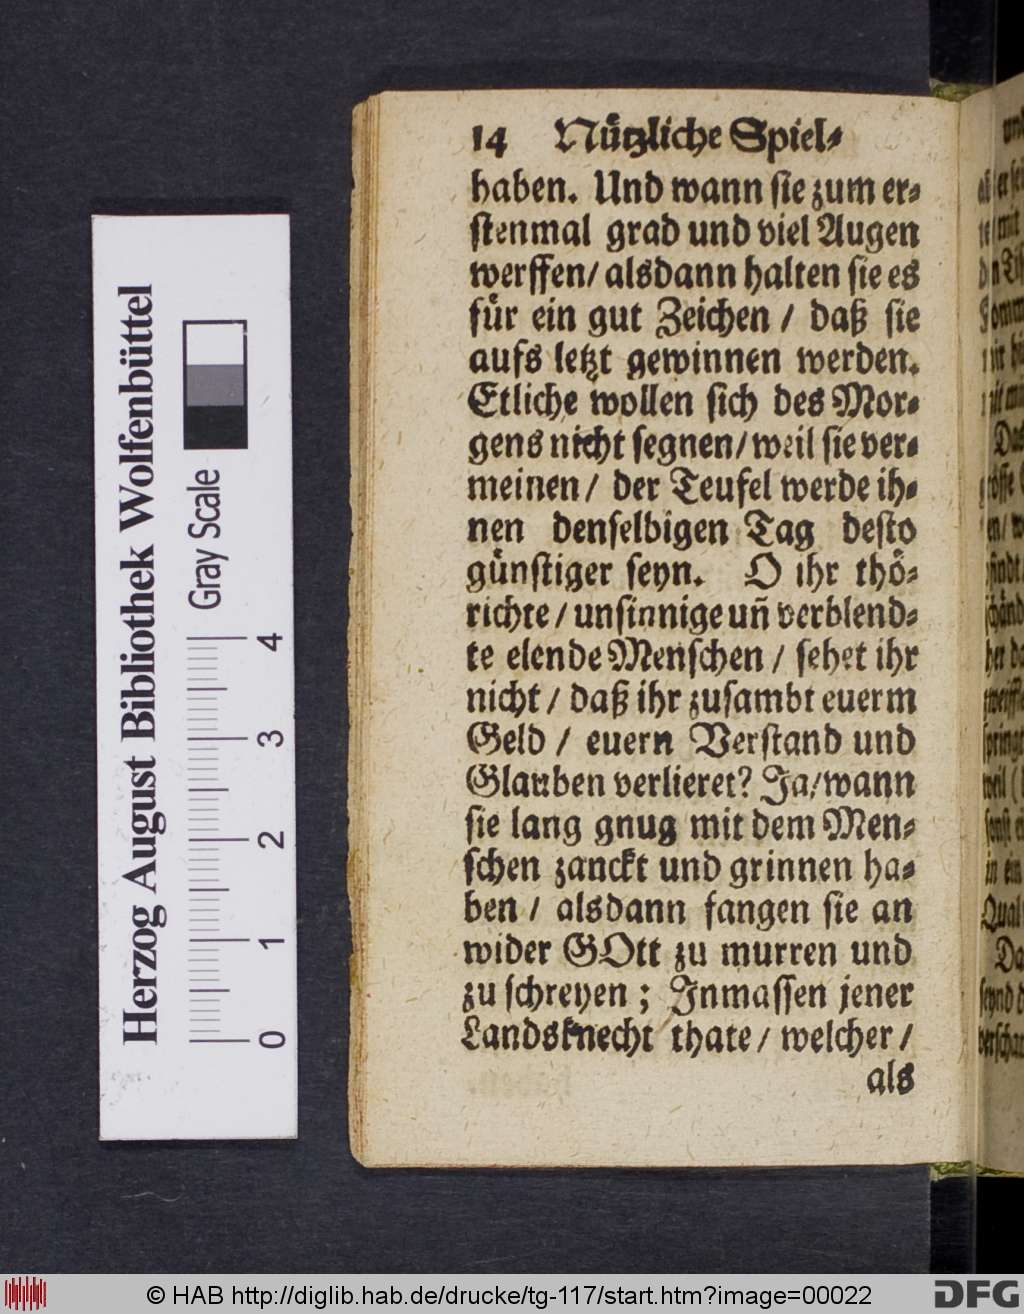 14 Nützliche Spiel⸗
haben. Und wann sie zum er⸗
stenmal grad und viel Augen
werffen/ alsdann halten sie es
für ein gut Zeichen / daß sie
aufs letzt gewinnen werden.
Etliche wollen sich des Mor⸗
gens nicht segnen/ weil sie ver⸗
meinen / der Teufel werde ih⸗
nen denselbigen Tag desto
günstiger seyn. O ihr thö⸗
richte / unsinnige uñ verblend⸗
te elende Menschen / sehet ihr
nicht / daß ihr zusambt euerm
Geld / euern Verstand und
Glauben verlieret? Ja/ wann
sie lang gnug mit dem Men⸗
schen zanckt und grinnen ha⸗
ben / alsdann fangen sie an
wider GOtt zu murren und
zu schreyen ; Inmassen jener
Landsknecht thate / welcher /
als
Herzog August Bibliothek Wolfenbüttel
Gray Scale
0 1 2 3 4
© HAB http://diglib.hab.de/drucke/tg-117/start.htm?image=00022
DFG